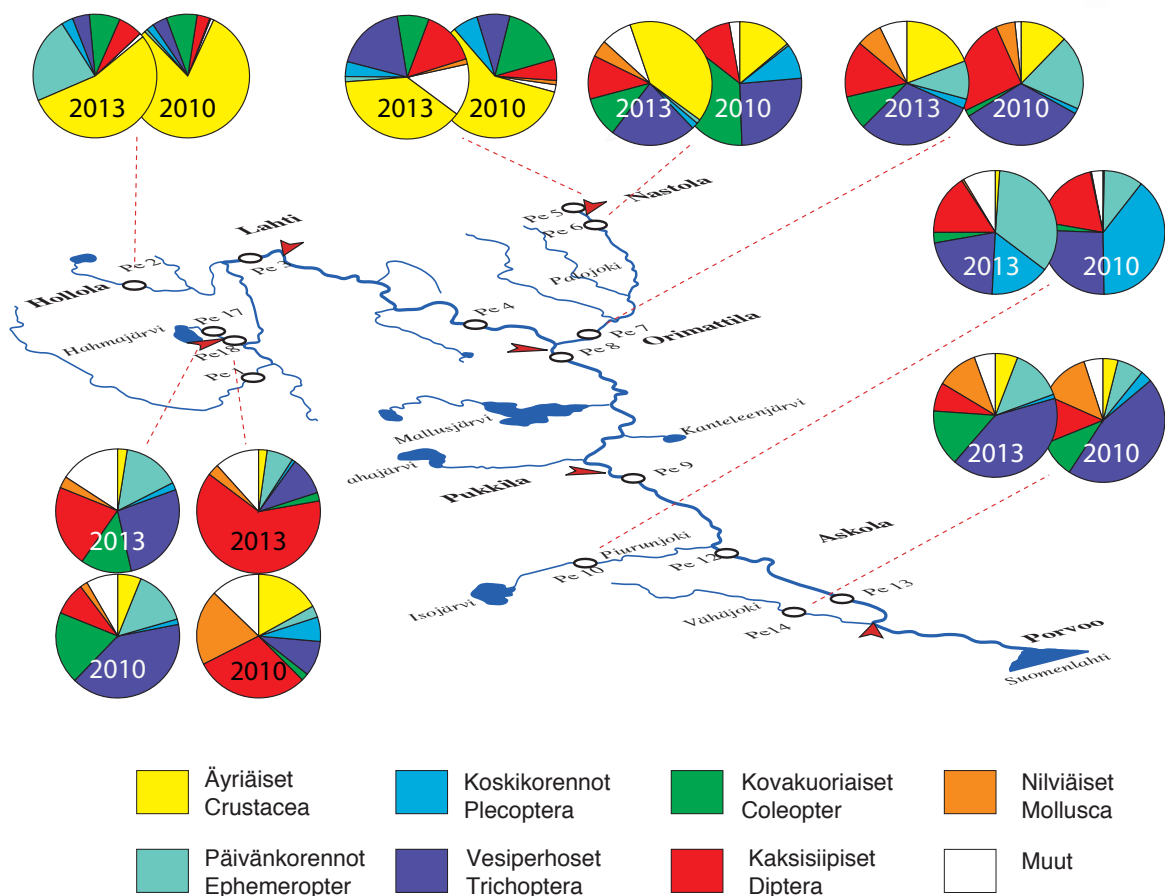 2013
2010
2013
2010
2013
2010
2013
2010
2013
2010
Nastola
Pe 5
Pe 6
Lahti
Pe 3
Pe 2
Hollola
Palojoki
Pe 17
Hahmajärvi
Pe18
Pe 1
Pe 4
Pe 7
Orimattila
Pe 8
2013
2010
Mallusjärvi
Kanteleenjärvi
ahajärvi
Pukkila
Pe 9
2013
2013
Askola
Piurunjoki
Pe 10
Pe 12
Isojärvi
Pe 13
Vähäjoki
Pe14
Porvoo
Suomenlahti
2010
2010
Äyriäiset
Crustacea
Koskikorennot
Plecoptera
Kovakuoriaiset
Coleopter
Nilviäiset
Mollusca
Päivänkorennot
Ephemeropter
Vesiperhoset
Trichoptera
Kaksisiipiset
Diptera
Muut